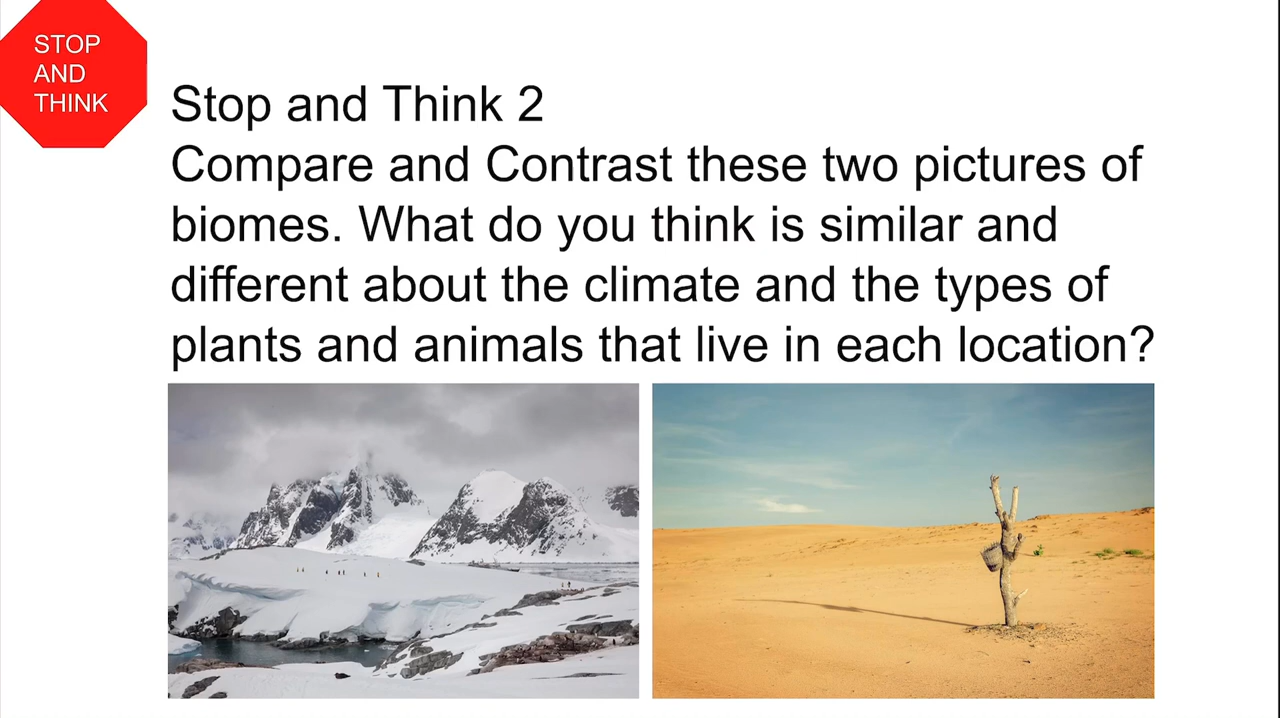 STOP
AND
THINK
Stop and Think 2
Compare and Contrast these two pictures of
biomes. What do you think is similar and
different about the climate and the types of
plants and animals that live in each location?